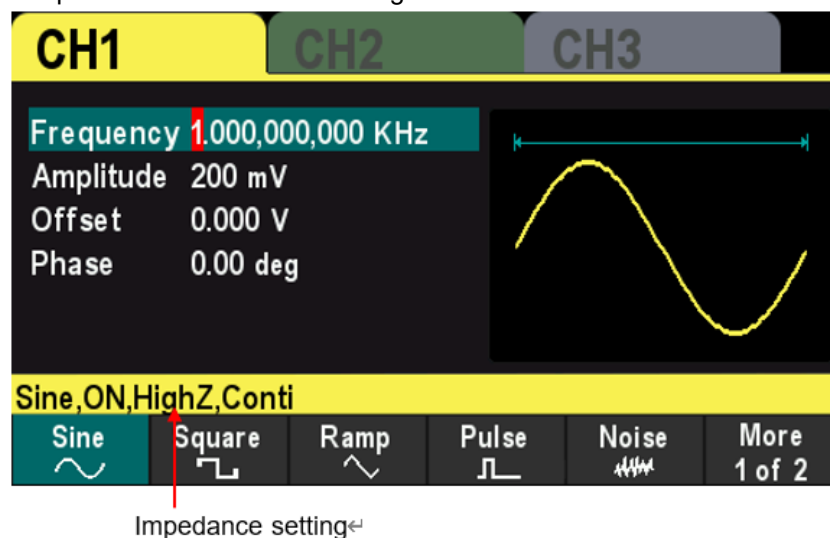 CH1 CH2 CH3
Frequency 1.000,000,000 KHz
Amplitude 200 mV
Offset 0.000 V
Phase 0.00 deg
Sine,ON,HighZ,Conti
Sine Square Ramp Pulse Noise More
1 of 2
Impedance setting↵